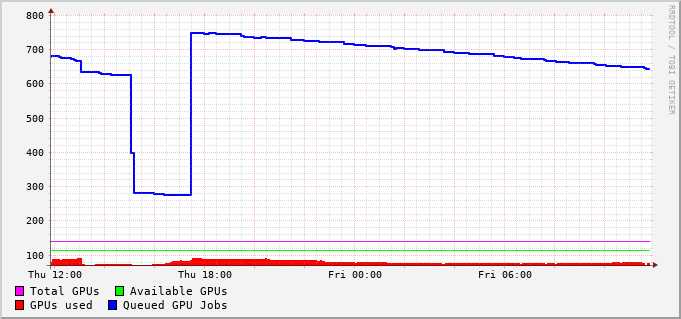 800
700
600
500
400
300
200
100
Thu 12:00 Thu 18:00 Fri 00:00 Fri 06:00
Total GPUs Available GPUs
GPUs used Queued GPU Jobs
RRDTOOL / TOBI OETIKER